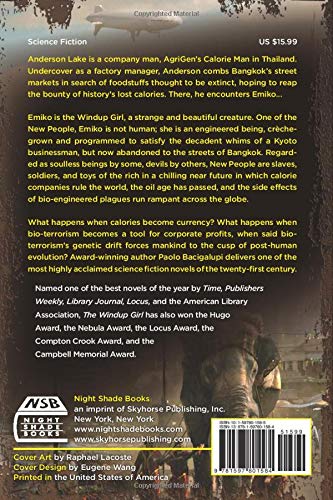 Science Fiction US $15.99
Anderson Lake is a company man, AgriGen's Calorie Man in Thailand.
Undercover as a factory manager, Anderson combs Bangkok's street
markets in search of foodstuffs thought to be extinct, hoping to reap
the bounty of history's lost calories. There, he encounters Emiko...
Emiko is the Windup Girl, a strange and beautiful creature. One of the
New People, Emiko is not human; she is an engineered being, crèche-
grown and programmed to satisfy the decadent whims of a Kyoto
businessman, but now abandoned to the streets of Bangkok. Regard-
ed as soulless beings by some, devils by others, New People are slaves,
soldiers, and toys of the rich in a chilling near future in which calorie
companies rule the world, the oil age has passed, and the side effects
of bio-engineered plagues run rampant across the globe.
What happens when calories become currency? What happens when
bio-terrorism becomes a tool for corporate profits, when said bio-
terrorism's genetic drift forces mankind to the cusp of post-human
evolution? Award-winning author Paolo Bacigalupi delivers one of the
most highly acclaimed science fiction novels of the twenty-first century.
Named one of the best novels of the year by Time, Publishers
Weekly, Library Journal, Locus, and the American Library
Association, The Windup Girl has also won the Hugo
Award, the Nebula Award, the Locus Award, the
Compton Crook Award, and the
Campbell Memorial Award.
NSB
NIGHT
SHADE
BOOKS
Night Shade Books
an imprint of Skyhorse Publishing, Inc.
New York, New York
www.nightshadebooks.com
www.skyhorsepublishing.com
Cover Art by Raphael Lacoste
Cover Design by Eugene Wang
Printed in the United States of America
51599
9 781597 801584